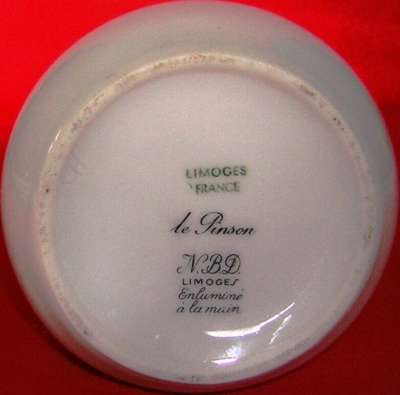 LIMOGES
FRANCE
le Pinson
N.B.D.
LIMOGES
Enluminé
à la main